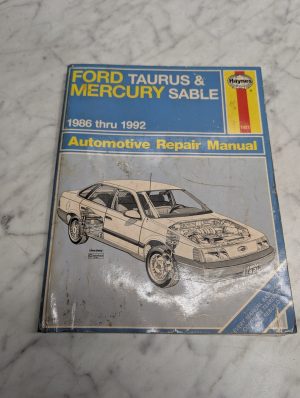 FORD TAURUS &
MERCURY SABLE
Haynes
1986 thru 1992
Automotive Repair Manual